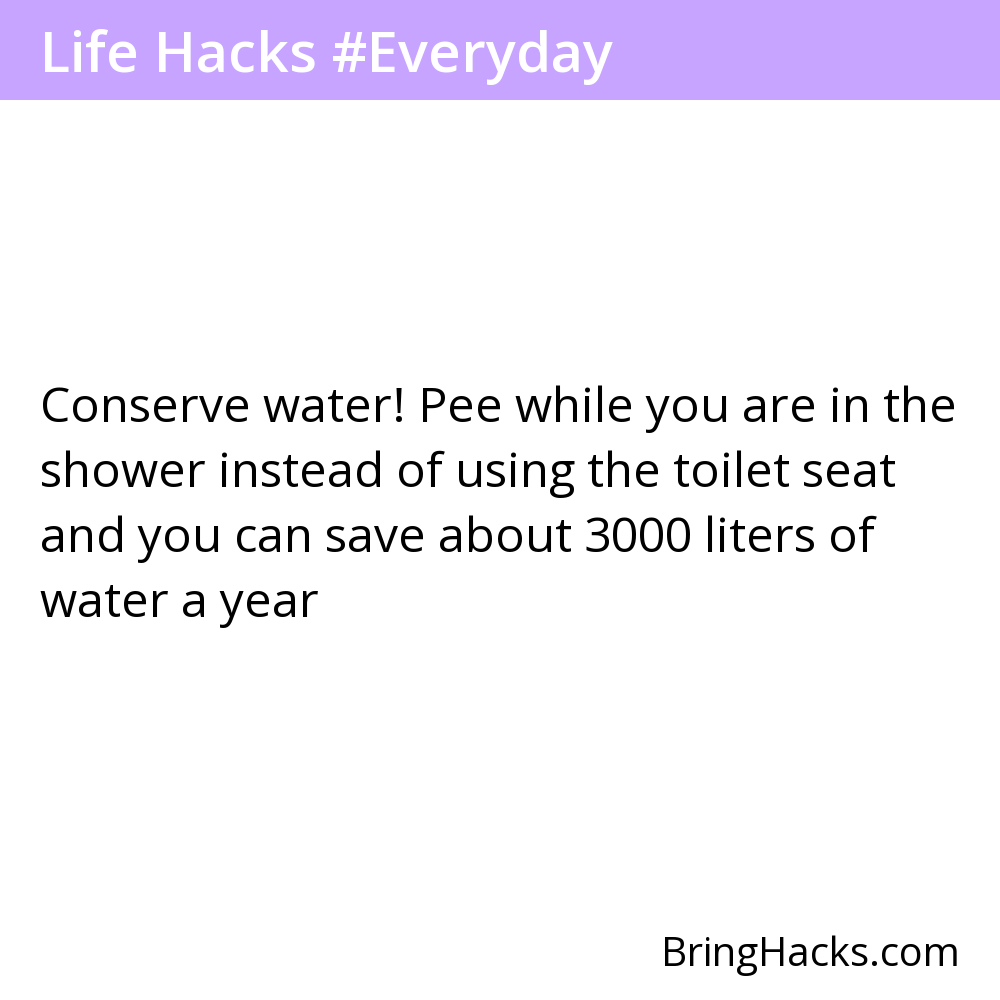 Life Hacks #Everyday
Conserve water! Pee while you are in the
shower instead of using the toilet seat
and you can save about 3000 liters of
water a year
BringHacks.com